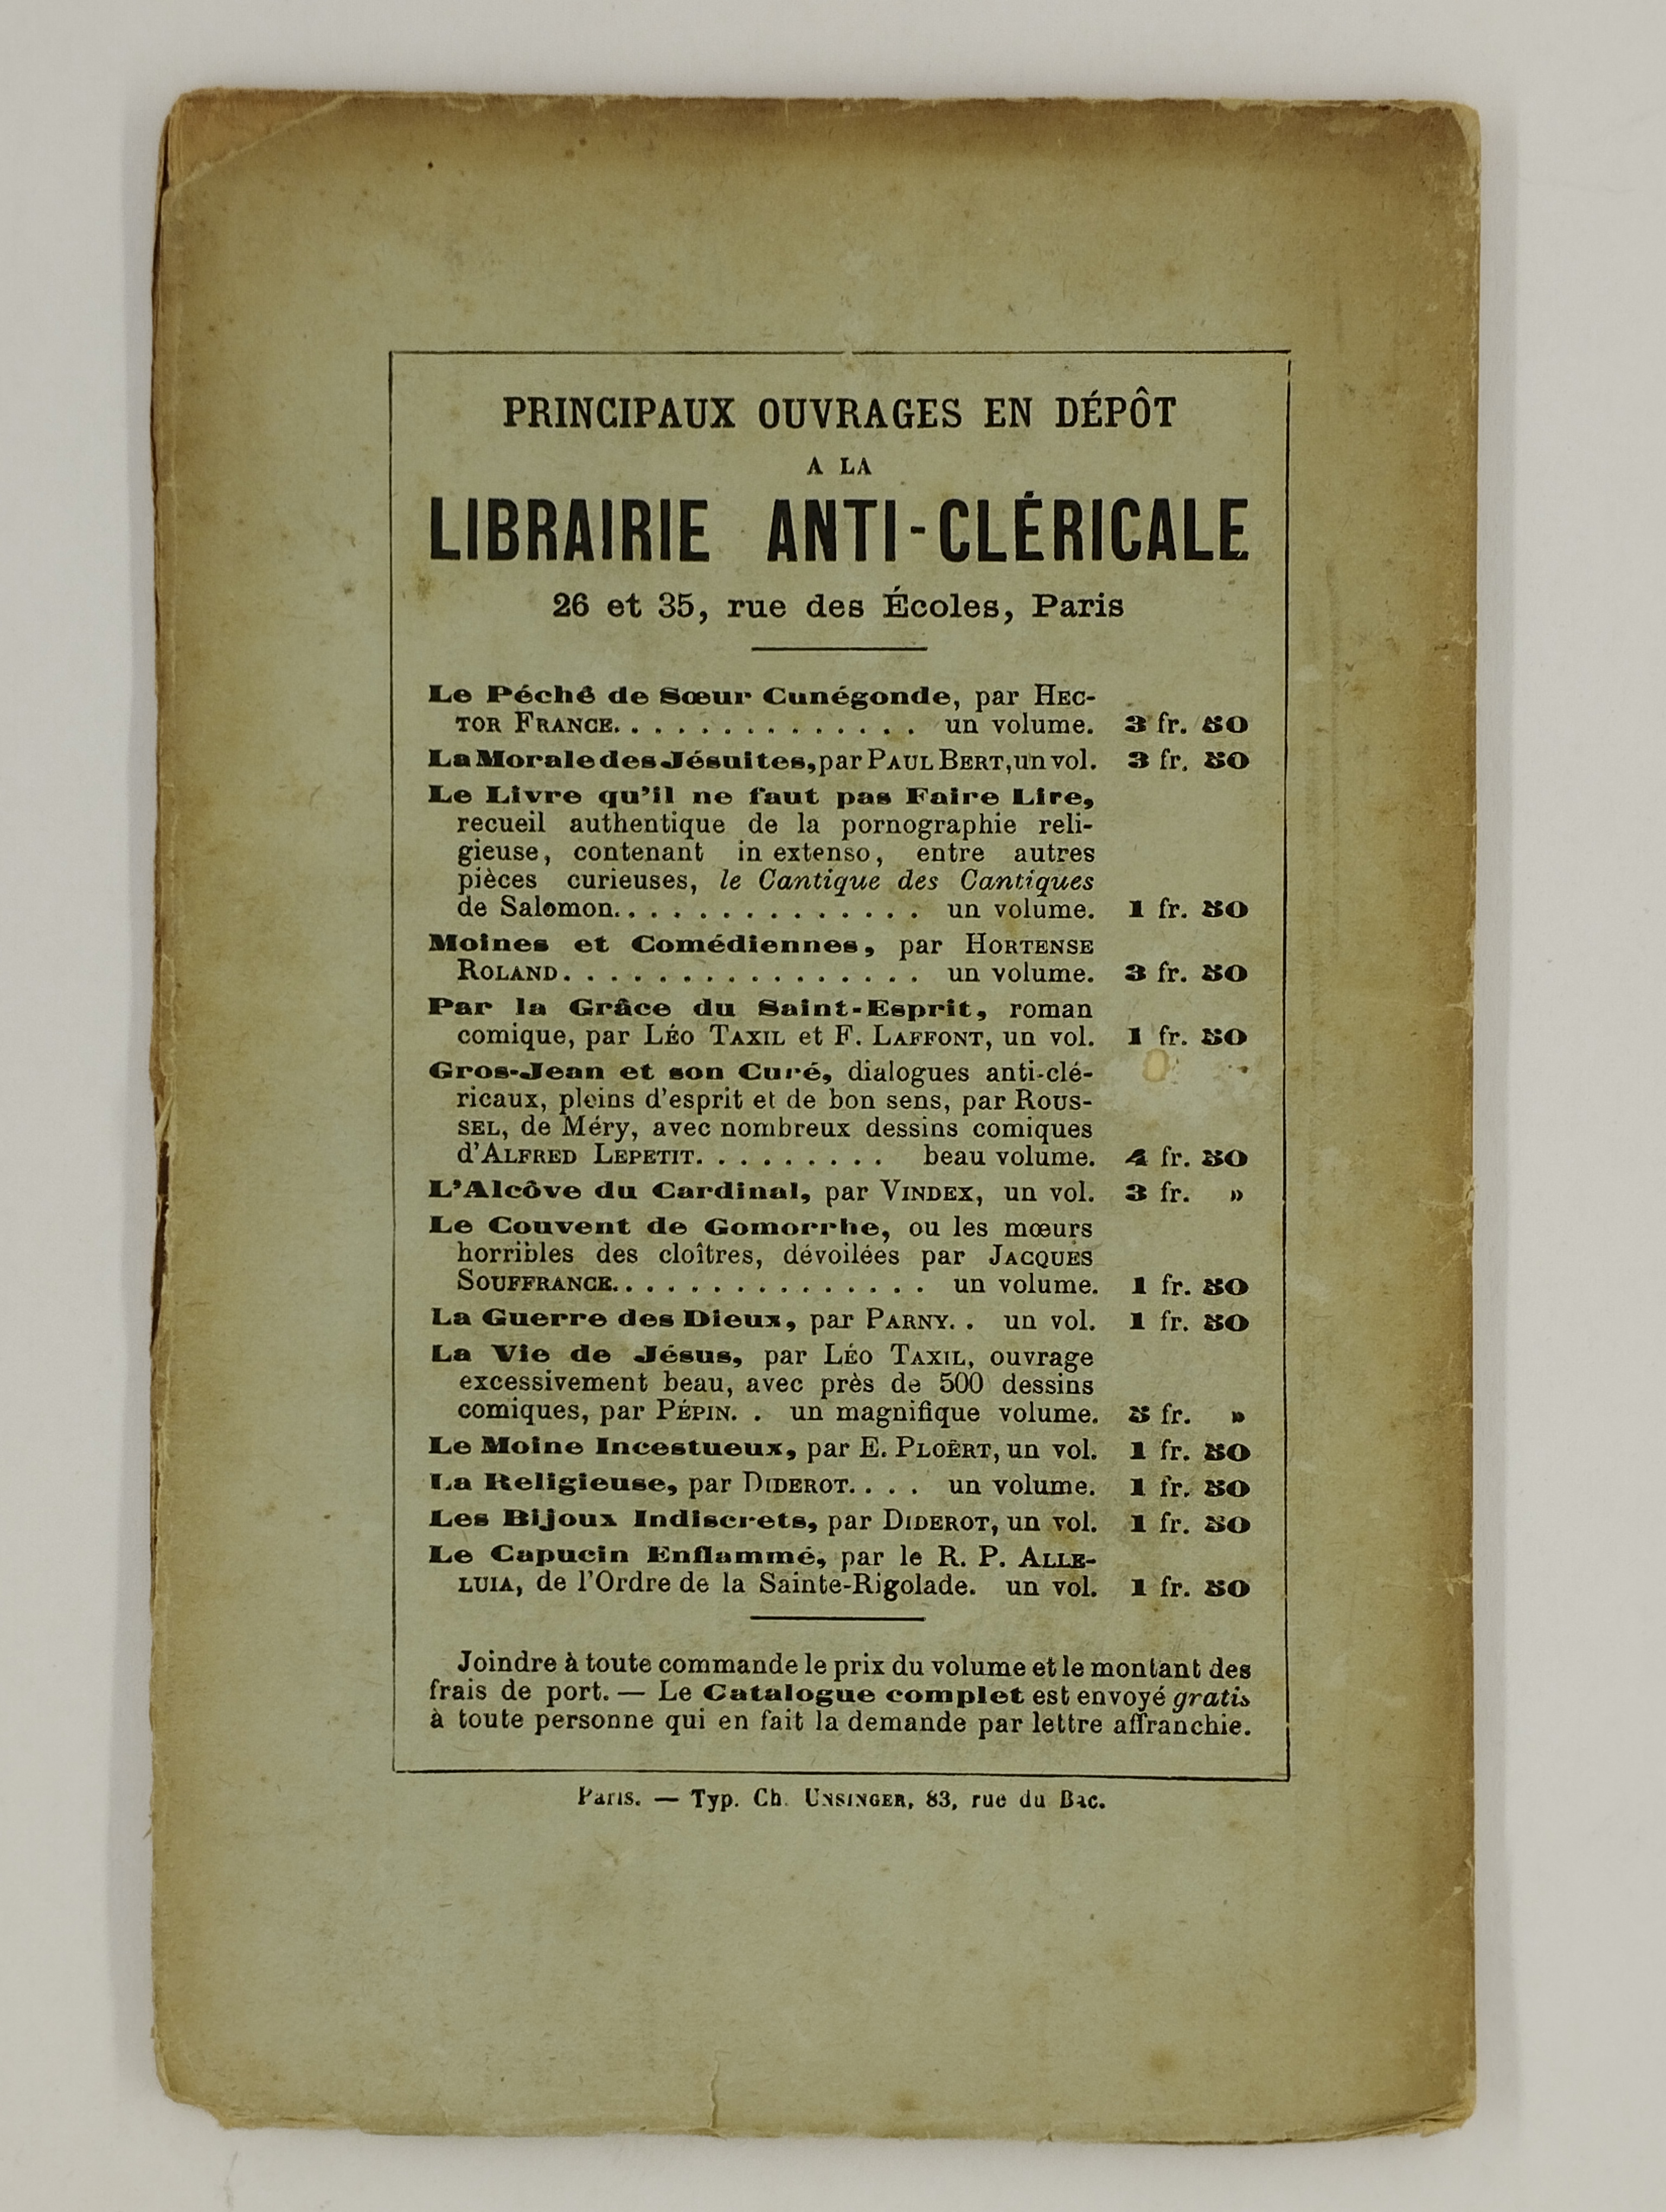 PRINCIPAUX OUVRAGES EN DÉPÔT
A LA
LIBRAIRIE ANTI-CLÉRICALE
26 et 35, rue des Écoles, Paris
Le Péché de Sœur Cunégonde, par HEC-
TOR FRANCE. . . . . . . . . . . . . un volume. 3 fr. 50
La Morale des Jésuites, par PAUL BERT, un vol. 3 fr. 50
Le Livre qu'il ne faut pas Faire Lire,
recueil authentique de la pornographie reli-
gieuse, contenant in extenso, entre autres
pièces curieuses, le Cantique des Cantiques
de Salomon. . . . . . . . . . . . . . un volume. 1 fr. 50
Moines et Comédiennes, par HORTENSE
ROLAND. . . . . . . . . . . . . . . . un volume. 3 fr. 50
Par la Grâce du Saint-Esprit, roman
comique, par LÉO TAXIL et F. LAFFONT, un vol. 1 fr. 50
Gros-Jean et son Curé, dialogues anti-clé-
ricaux, pleins d'esprit et de bon sens, par ROUS-
SEL, de Méry, avec nombreux dessins comiques
d'ALFRED LEPETIT. . . . . . . . . beau volume. 4 fr. 50
L'Alcôve du Cardinal, par VINDEX, un vol. 3 fr. »
Le Couvent de Gomorrhe, ou les mœurs
horribles des cloîtres, dévoilées par JACQUES
SOUFFRANCE. . . . . . . . . . . . . . . un volume. 1 fr. 50
La Guerre des Dieux, par PARNY. . un vol. 1 fr. 50
La Vie de Jésus, par LÉO TAXIL, ouvrage
excessivement beau, avec près de 500 dessins
comiques, par PÉPIN. . un magnifique volume. 5 fr. »
Le Moine Incestueux, par E. PLOËRT, un vol. 1 fr. 50
La Religieuse, par DIDEROT. . . . un volume. 1 fr. 50
Les Bijoux Indiscrets, par DIDEROT, un vol. 1 fr. 50
Le Capucin Enflammé, par le R. P. ALLE-
LUIA, de l'Ordre de la Sainte-Rigolade. un vol. 1 fr. 50
Joindre à toute commande le prix du volume et le montant des
frais de port. — Le Catalogue complet est envoyé gratis
à toute personne qui en fait la demande par lettre affranchie.
Paris. — Typ. Ch. UNSINGER, 83, rue du Bac.